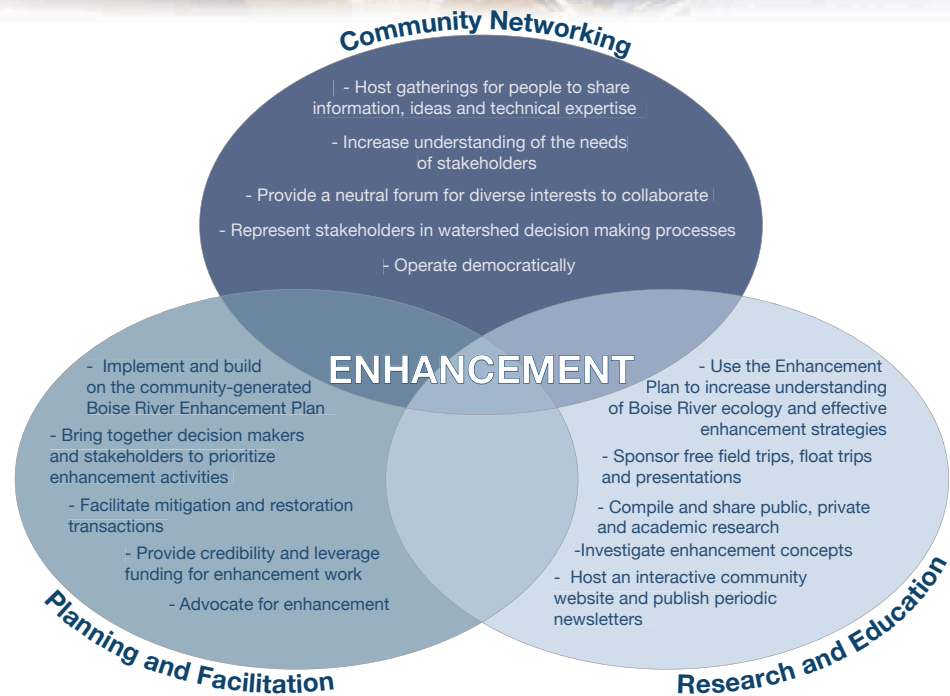 Community Networking
- Host gatherings for people to share
information, ideas and technical expertise
- Increase understanding of the needs
of stakeholders
- Provide a neutral forum for diverse interests to collaborate
- Represent stakeholders in watershed decision making processes
- Operate democratically
ENHANCEMENT
- Implement and build
on the community-generated
Boise River Enhancement Plan
- Bring together decision makers
and stakeholders to prioritize
enhancement activities
- Facilitate mitigation and restoration
transactions
- Provide credibility and leverage
funding for enhancement work
- Advocate for enhancement
Planning and Facilitation
- Use the Enhancement
Plan to increase understanding
of Boise River ecology and effective
enhancement strategies
- Sponsor free field trips, float trips
and presentations
- Compile and share public, private
and academic research
-Investigate enhancement concepts
- Host an interactive community
website and publish periodic
newsletters
Research and Education